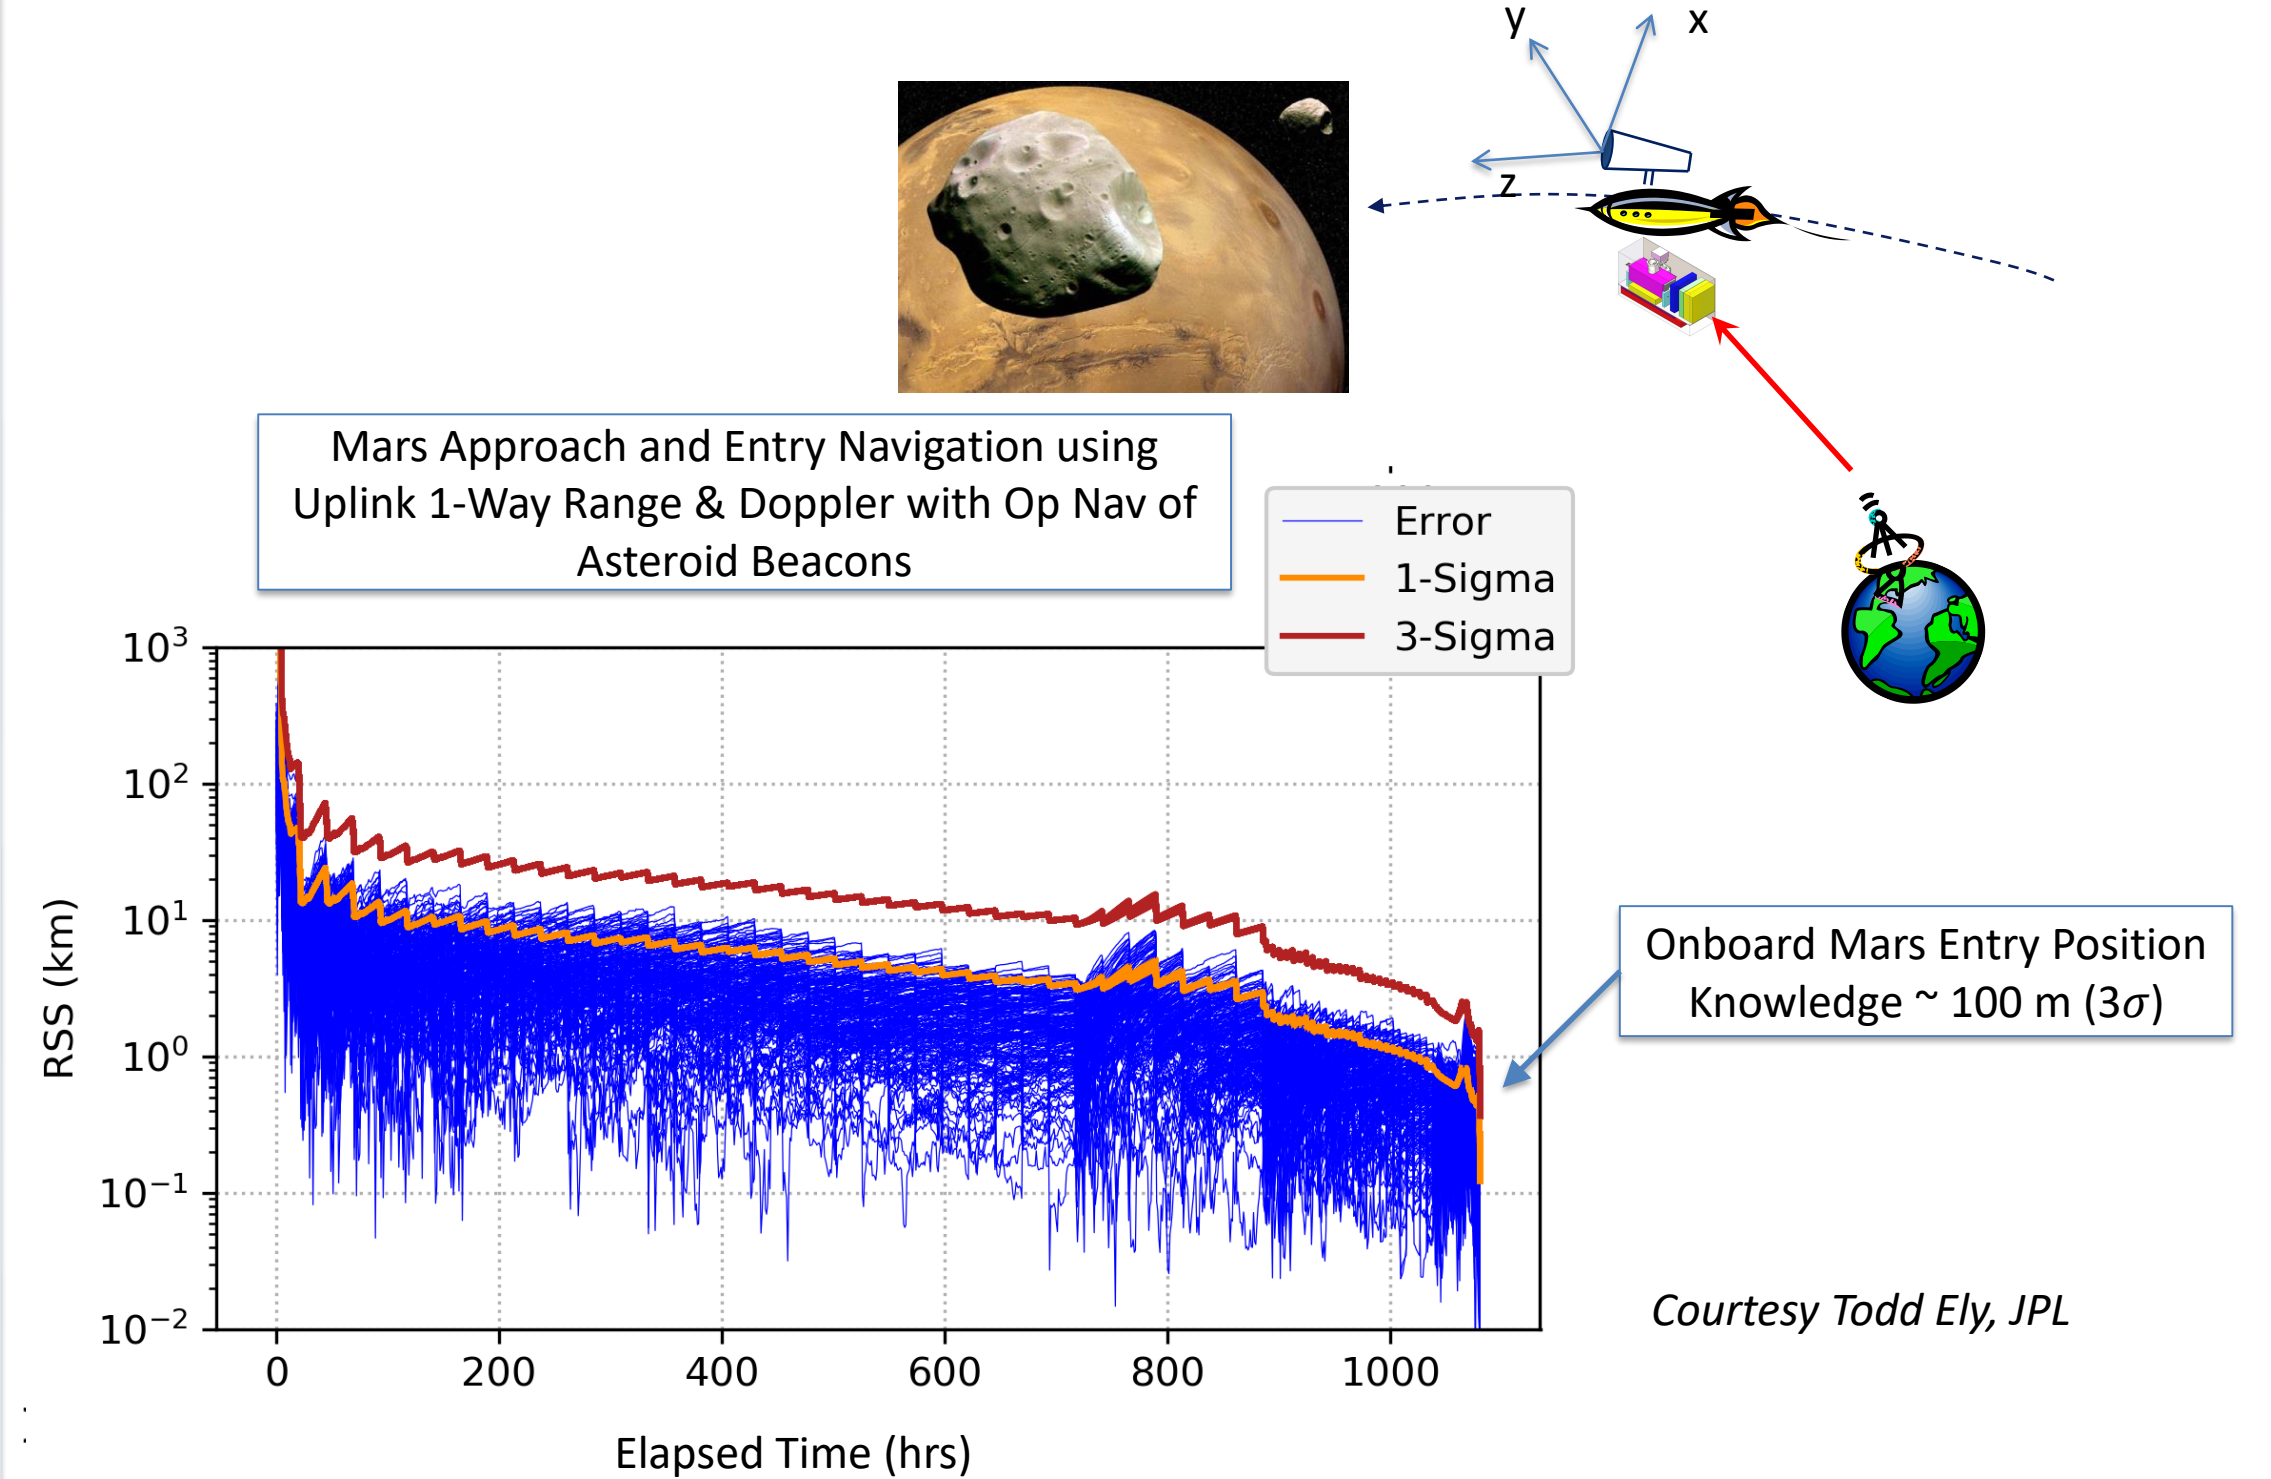 y
x
z
Mars Approach and Entry Navigation using
Uplink 1-Way Range & Doppler with Op Nav of
Asteroid Beacons
Error
1-Sigma
3-Sigma
10³
10²
10¹
10⁰
10⁻¹
10⁻²
RSS (km)
0 200 400 600 800 1000
Elapsed Time (hrs)
Onboard Mars Entry Position
Knowledge ~ 100 m (3σ)
Courtesy Todd Ely, JPL